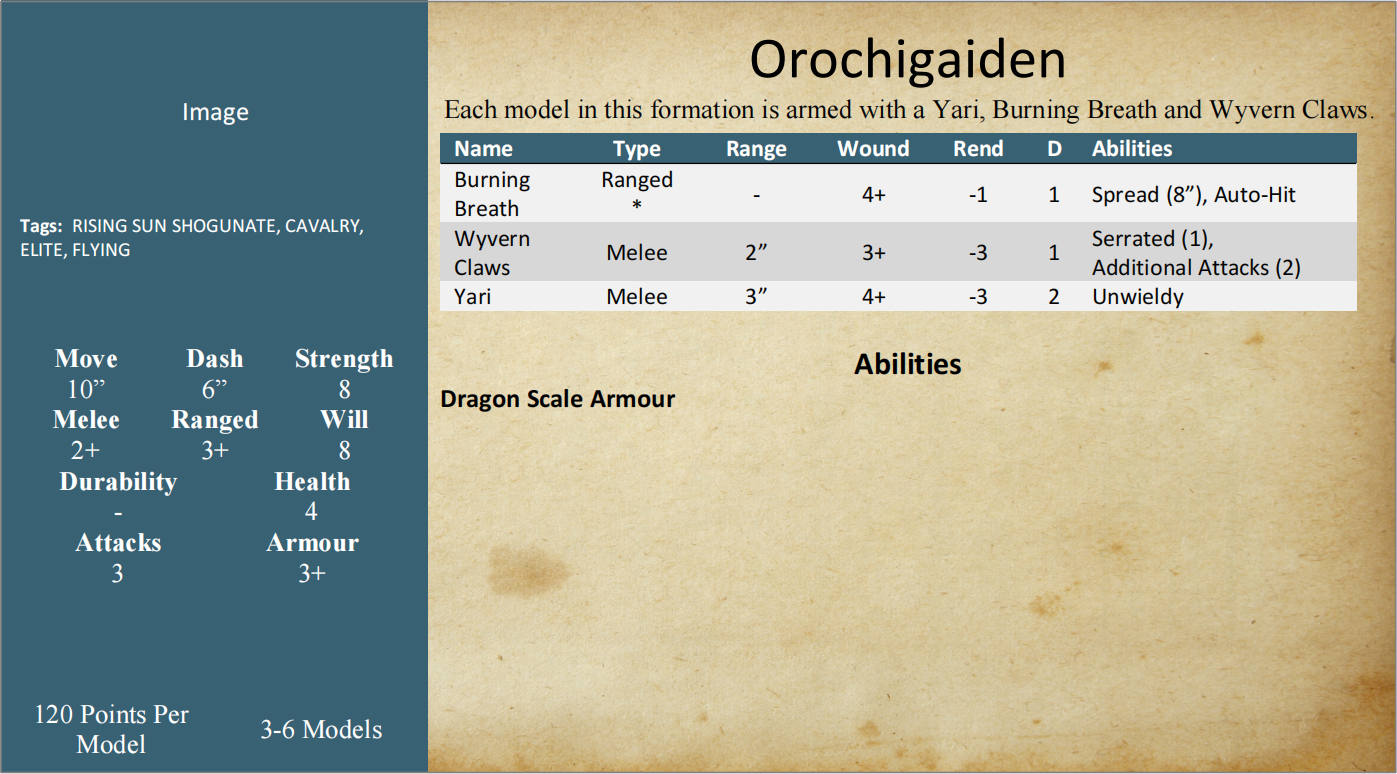 Image
Tags: RISING SUN SHOGUNATE, CAVALRY,
ELITE, FLYING
Move Dash Strength
10” 6” 8
Melee Ranged Will
2+ 3+ 8
Durability Health
- 4
Attacks Armour
3 3+
120 Points Per
Model
3-6 Models
Orochigaiden
Each model in this formation is armed with a Yari, Burning Breath and Wyvern Claws.
Name Type Range Wound Rend D Abilities
Burning Breath Ranged * - 4+ -1 1 Spread (8”), Auto-Hit
Wyvern Claws Melee 2” 3+ -3 1 Serrated (1), Additional Attacks (2)
Yari Melee 3” 4+ -3 2 Unwieldy
Abilities
Dragon Scale Armour